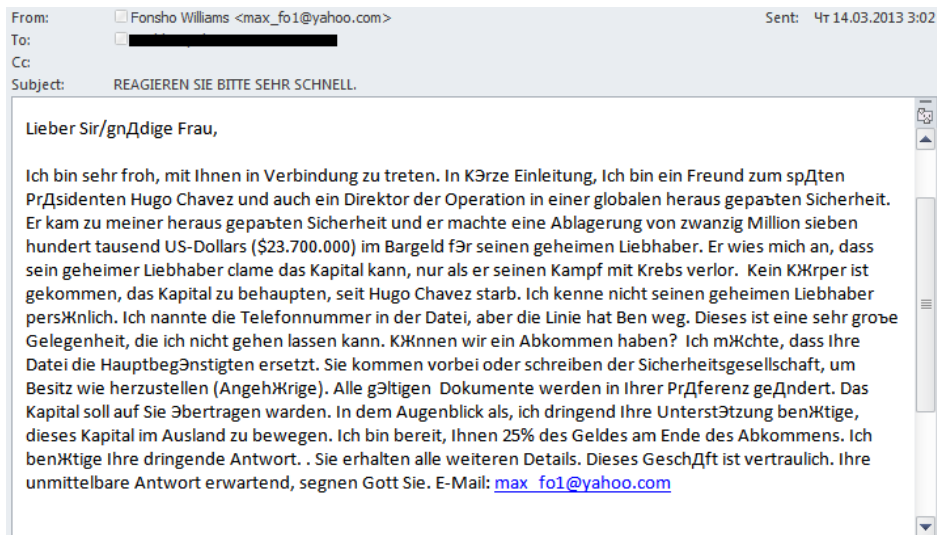 From: Fonsho Williams <max_fo1@yahoo.com> Sent: Чт 14.03.2013 3:02
To:
Cc:
Subject: REAGIEREN SIE BITTE SEHR SCHNELL.
Lieber Sir/gnДdige Frau,
Ich bin sehr froh, mit Ihnen in Verbindung zu treten. In KЭrze Einleitung, Ich bin ein Freund zum spДten
PrДsidenten Hugo Chavez und auch ein Direktor der Operation in einer globalen heraus gepaъten Sicherheit.
Er kam zu meiner heraus gepaъten Sicherheit und er machte eine Ablagerung von zwanzig Million sieben
hundert tausend US-Dollars ($23.700.000) im Bargeld fЭr seinen geheimen Liebhaber. Er wies mich an, dass
sein geheimer Liebhaber clame das Kapital kann, nur als er seinen Kampf mit Krebs verlor. Kein KЖrper ist
gekommen, das Kapital zu behaupten, seit Hugo Chavez starb. Ich kenne nicht seinen geheimen Liebhaber
persЖnlich. Ich nannte die Telefonnummer in der Datei, aber die Linie hat Ben weg. Dieses ist eine sehr groъe
Gelegenheit, die ich nicht gehen lassen kann. KЖnnen wir ein Abkommen haben? Ich mЖchte, dass Ihre
Datei die HauptbegЭnstigten ersetzt. Sie kommen vorbei oder schreiben der Sicherheitsgesellschaft, um
Besitz wie herzustellen (AngehЖrige). Alle gЭltigen Dokumente werden in Ihrer PrДferenz geДndert. Das
Kapital soll auf Sie Эbertragen warden. In dem Augenblick als, ich dringend Ihre UnterstЭtzung benЖtige,
dieses Kapital im Ausland zu bewegen. Ich bin bereit, Ihnen 25% des Geldes am Ende des Abkommens. Ich
benЖtige Ihre dringende Antwort. . Sie erhalten alle weiteren Details. Dieses GeschДft ist vertraulich. Ihre
unmittelbare Antwort erwartend, segnen Gott Sie. E-Mail: max_fo1@yahoo.com